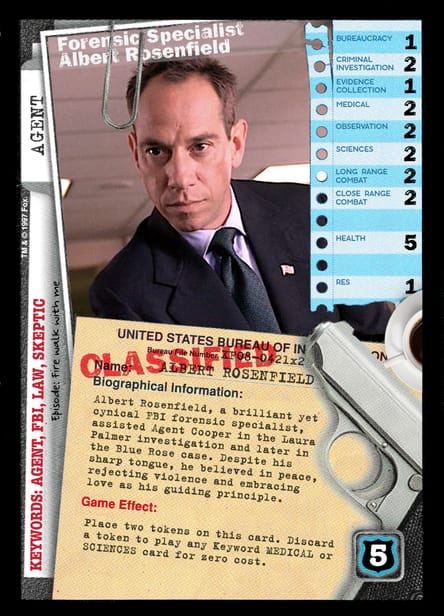 Forensic Specialist
Albert Rosenfield
AGENT
TM & © 1997 Fox.
KEYWORDS: AGENT, FBI, LAW, SKEPTIC
Episode: Fire walk with me
BUREAUCRACY 1
CRIMINAL
INVESTIGATION 2
EVIDENCE
COLLECTION 1
MEDICAL 2
OBSERVATION 2
SCIENCES 2
LONG RANGE
COMBAT 2
CLOSE RANGE
COMBAT 2
HEALTH 5
RES 1
UNITED STATES BUREAU OF IN ON
Bureau File Number XF08-0421x2
CLASSIFIED
Name: ALBERT ROSENFIELD
Biographical Information:
Albert Rosenfield, a brilliant yet
cynical FBI forensic specialist,
assisted Agent Cooper in the Laura
Palmer investigation and later in
the Blue Rose case. Despite his
sharp tongue, he believed in peace,
rejecting violence and embracing
love as his guiding principle.
Game Effect:
Place two tokens on this card. Discard
a token to play any Keyword MEDICAL or
SCIENCES card for zero cost.
5